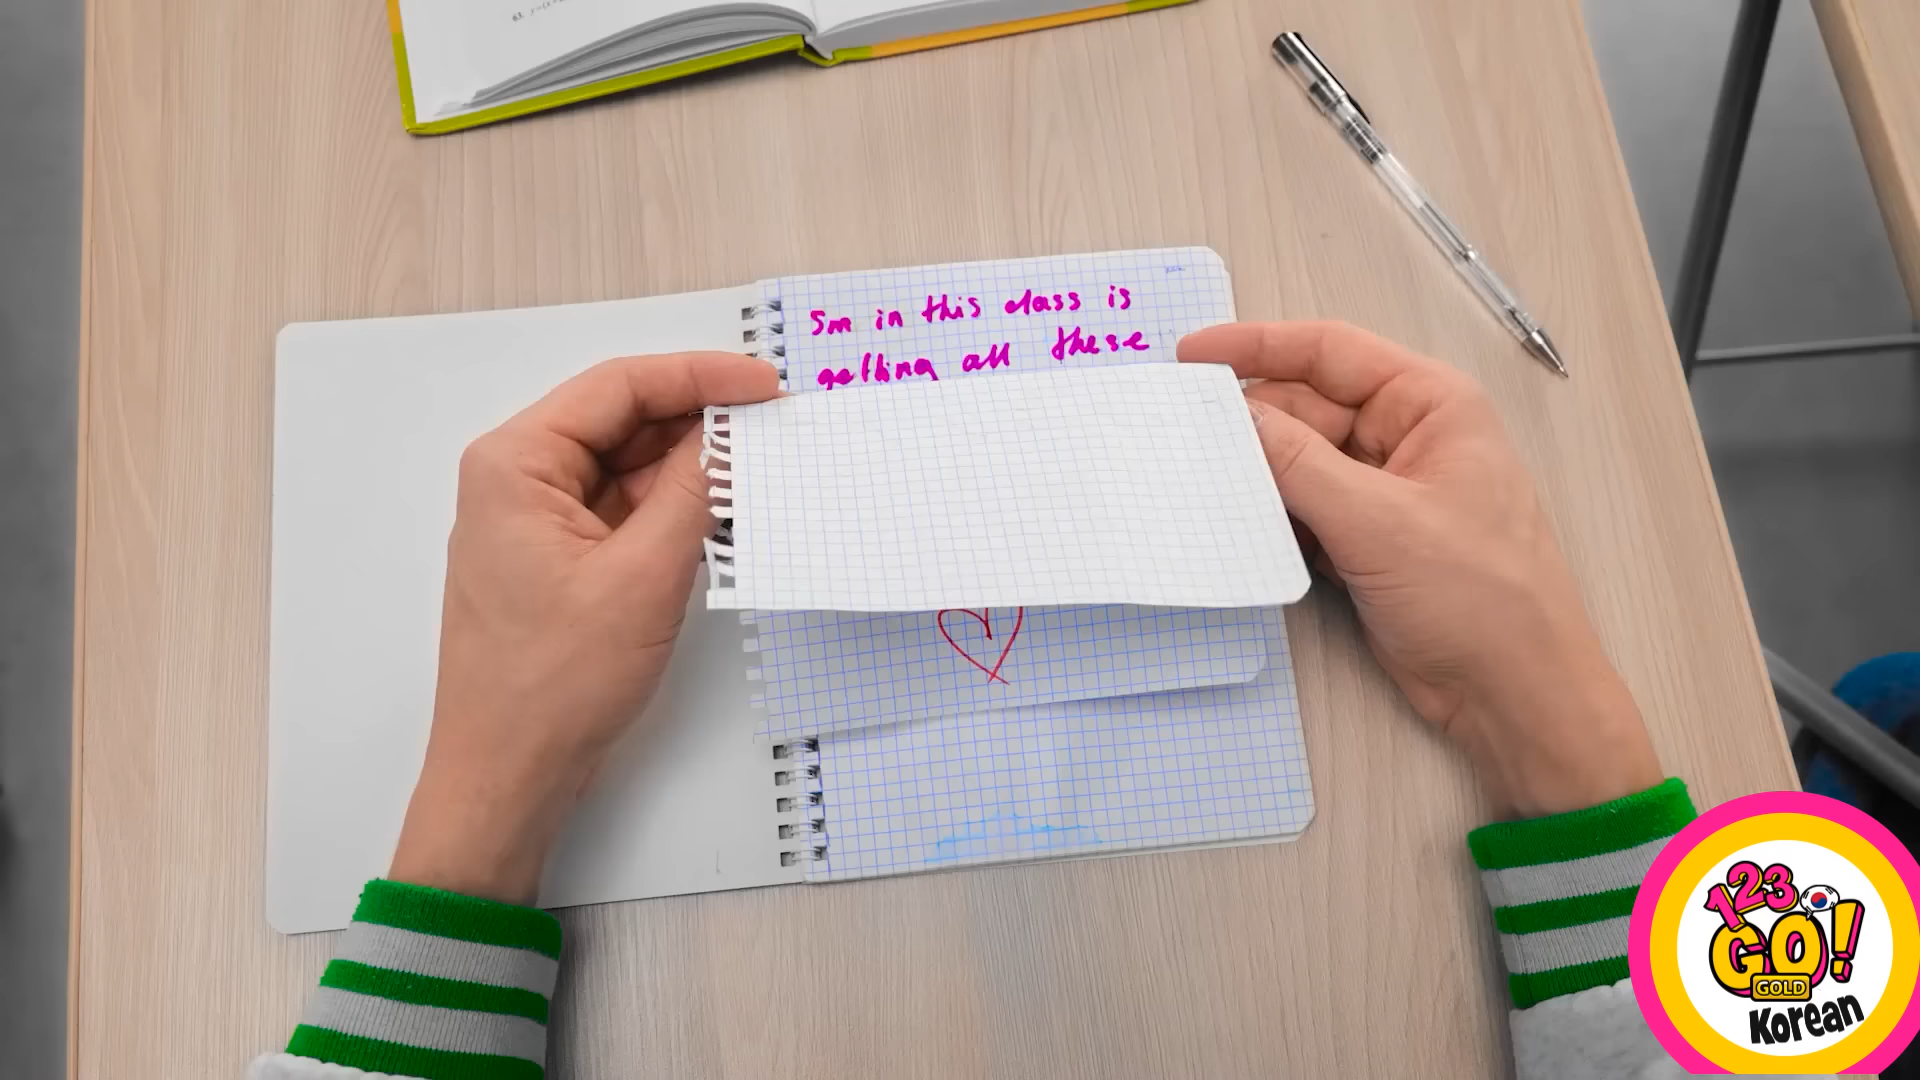 Sm in this class is
getting all these
123
GO!
GOLD
Korean